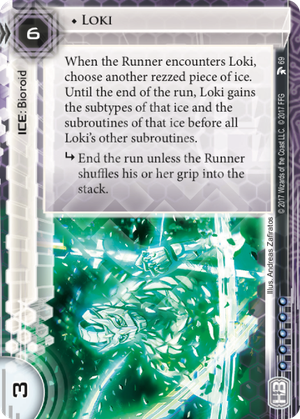 6
◆ LOKI
ICE: Bioroid
When the Runner encounters Loki,
choose another rezzed piece of ice.
Until the end of the run, Loki gains
the subtypes of that ice and the
subroutines of that ice before all
Loki's other subroutines.
↳ End the run unless the Runner
shuffles his or her grip into the
stack.
69
© 2017 Wizards of the Coast LLC. © 2017 FFG
Illus. Andreas Zafiratos
3
HB